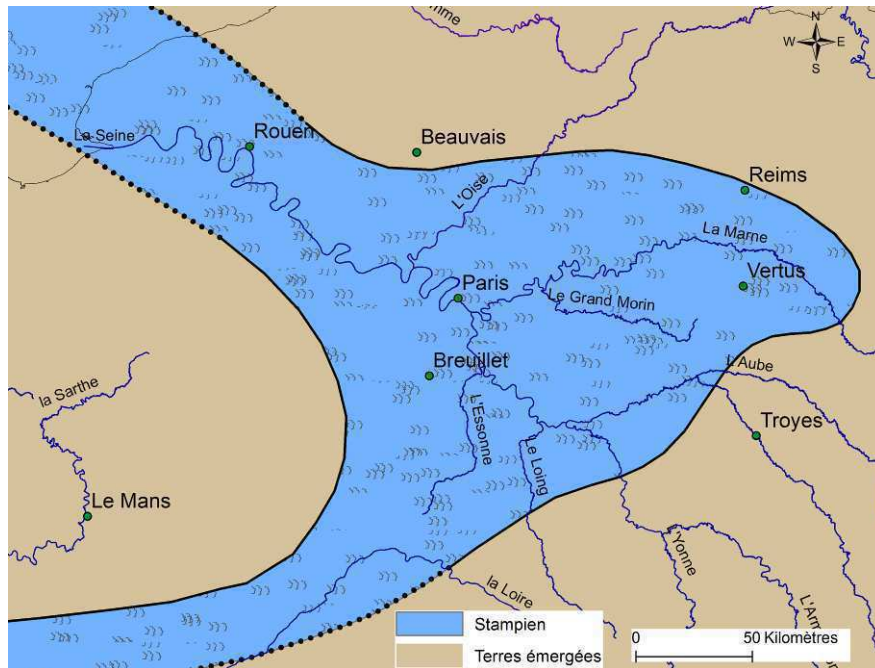 omme
N
W E
S
La Seine
Rouen
Beauvais
Reims
L'Oise
La Marne
Vertus
Paris
Le Grand Morin
Breuillet
L'Aube
la Sarthe
L'Essonne
Troyes
Le Loing
Le Mans
L'Yonne
la Loire
Stampien
0 50 Kilomètres
Terres émergées